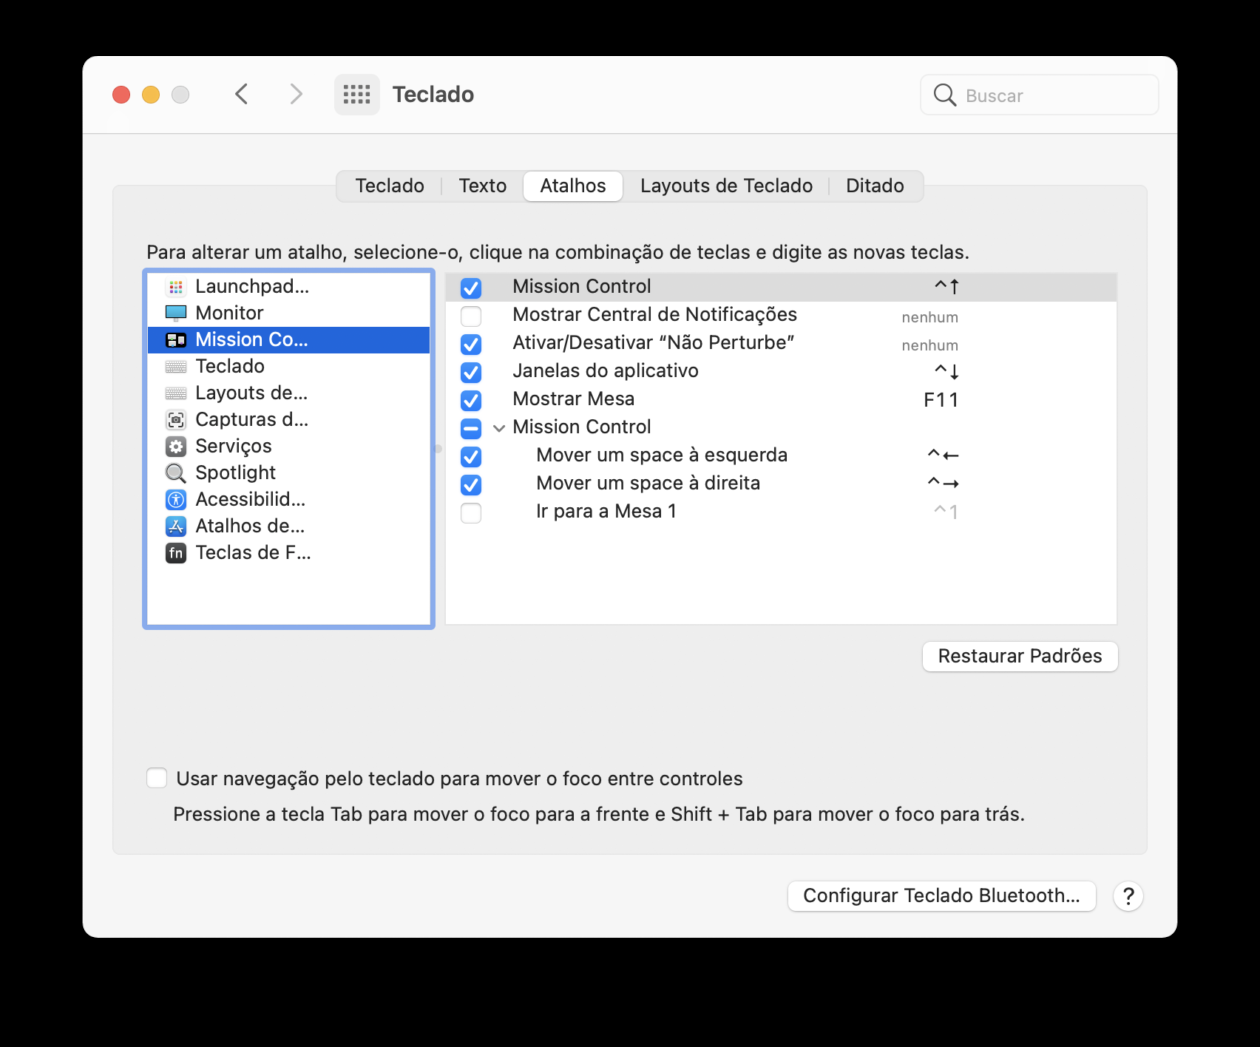 Teclado
Buscar
Teclado
Texto
Atalhos
Layouts de Teclado
Ditado
Para alterar um atalho, selecione-o, clique na combinação de teclas e digite as novas teclas.
Launchpad...
Monitor
Mission Co...
Teclado
Layouts de...
Capturas d...
Serviços
Spotlight
Acessibilid...
Atalhos de...
fn Teclas de F...
Mission Control ^↑
Mostrar Central de Notificações nenhum
Ativar/Desativar “Não Perturbe” nenhum
Janelas do aplicativo ^↓
Mostrar Mesa F11
Mission Control
Mover um space à esquerda ^←
Mover um space à direita ^→
Ir para a Mesa 1 ^1
Restaurar Padrões
Usar navegação pelo teclado para mover o foco entre controles
Pressione a tecla Tab para mover o foco para a frente e Shift + Tab para mover o foco para trás.
Configurar Teclado Bluetooth... ?